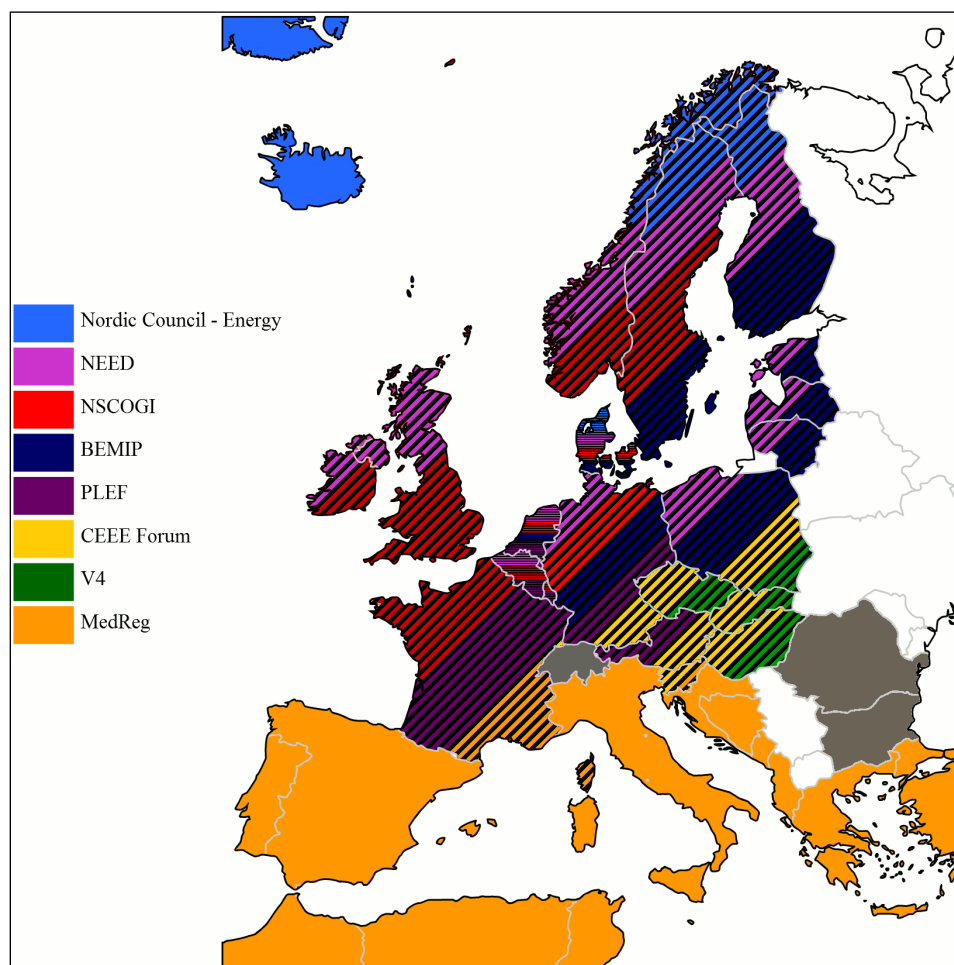 Nordic Council - Energy
NEED
NSCOGI
BEMIP
PLEF
CEEE Forum
V4
MedReg